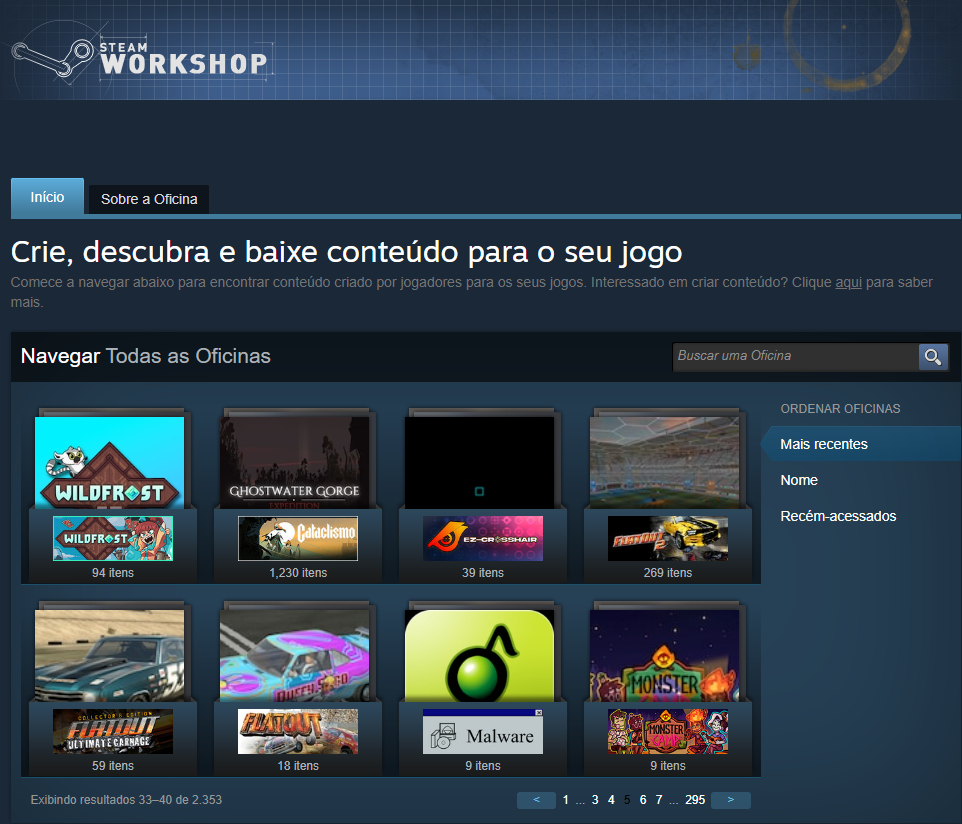 STEAM
WORKSHOP
Início
Sobre a Oficina
Crie, descubra e baixe conteúdo para o seu jogo
Comece a navegar abaixo para encontrar conteúdo criado por jogadores para os seus jogos. Interessado em criar conteúdo? Clique aqui para saber
mais.
Navegar Todas as Oficinas
Buscar uma Oficina
ORDENAR OFICINAS
Mais recentes
Nome
Recém-acessados
WILDFROST
GHOSTWATER GORGE
EXPEDITION
WILDFROST
Cataclismo
EZ-CROSSHAIR
FLATOUT 2
94 itens
1,230 itens
39 itens
269 itens
MONSTER
COLLECTOR'S EDITION
FLATOUT
ULTIMATE CARNAGE
FLATOUT
Malware
MONSTER
CAMP
59 itens
18 itens
9 itens
9 itens
Exibindo resultados 33–40 de 2.353
< 1 ... 3 4 5 6 7 ... 295 >